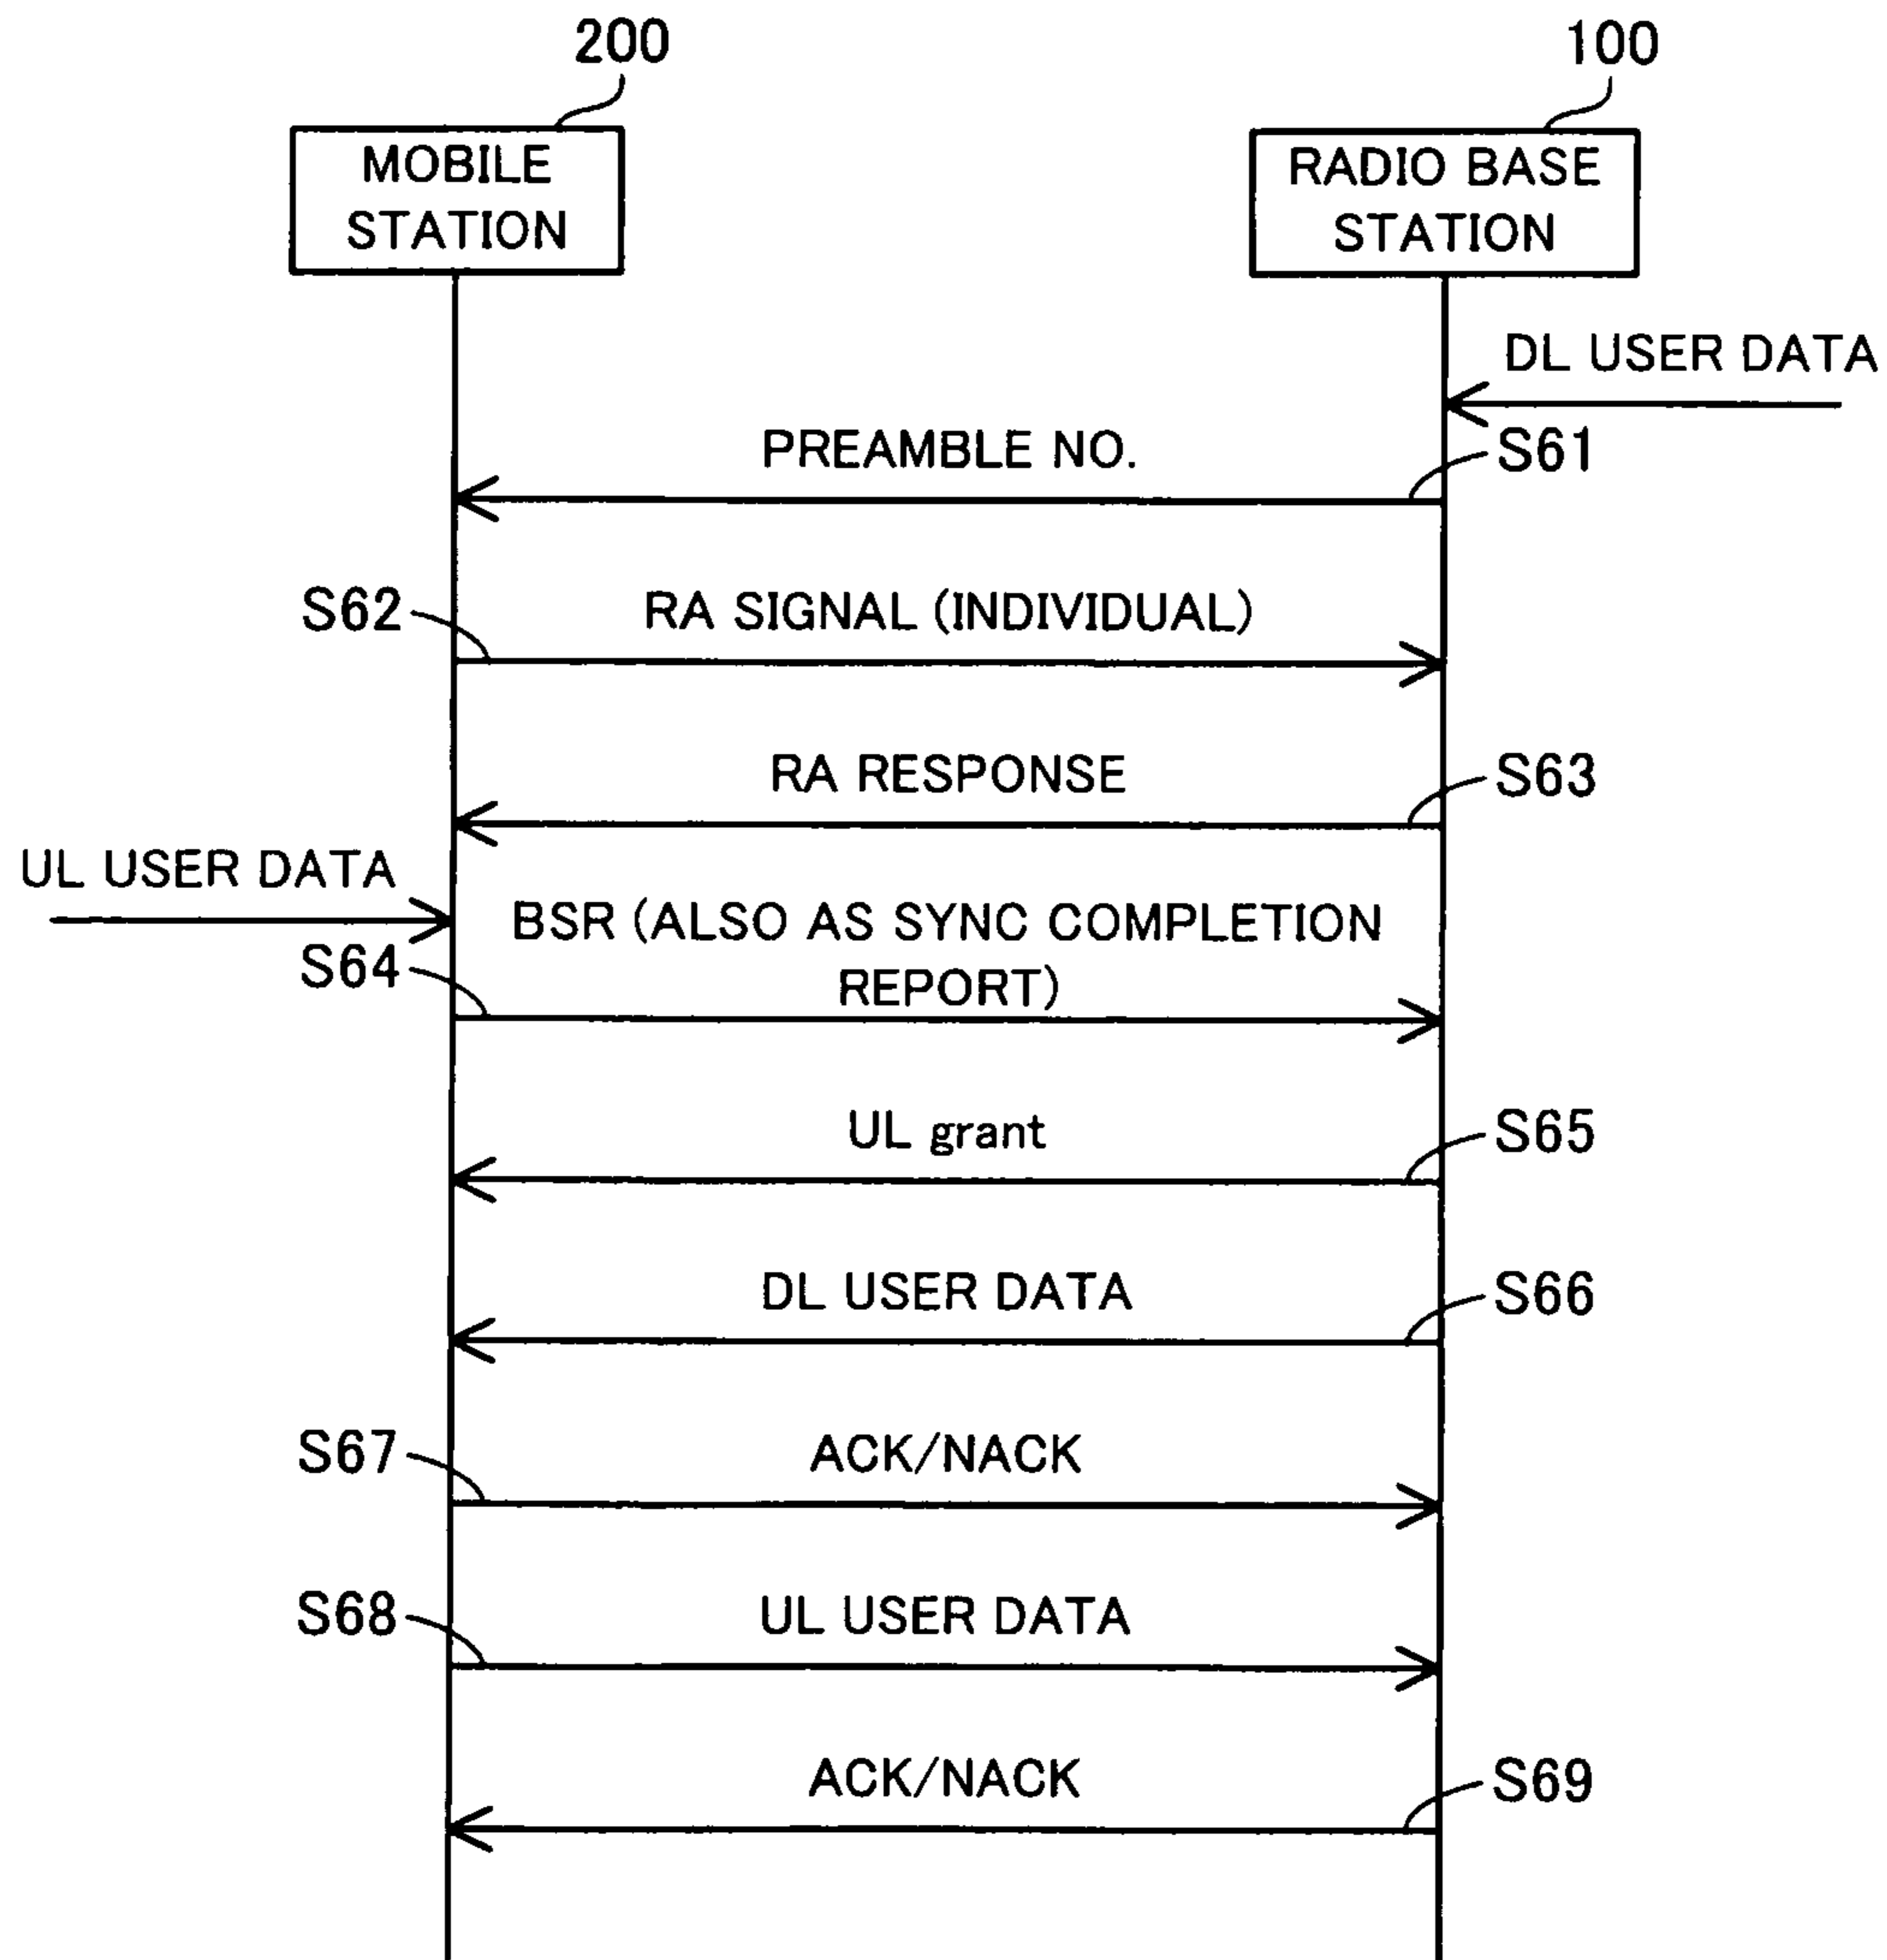 200
100
MOBILE
STATION
RADIO BASE
STATION
DL USER DATA
PREAMBLE NO.
S61
S62
RA SIGNAL (INDIVIDUAL)
RA RESPONSE
S63
UL USER DATA
BSR (ALSO AS SYNC COMPLETION
REPORT)
S64
UL grant
S65
DL USER DATA
S66
S67
ACK/NACK
S68
UL USER DATA
ACK/NACK
S69